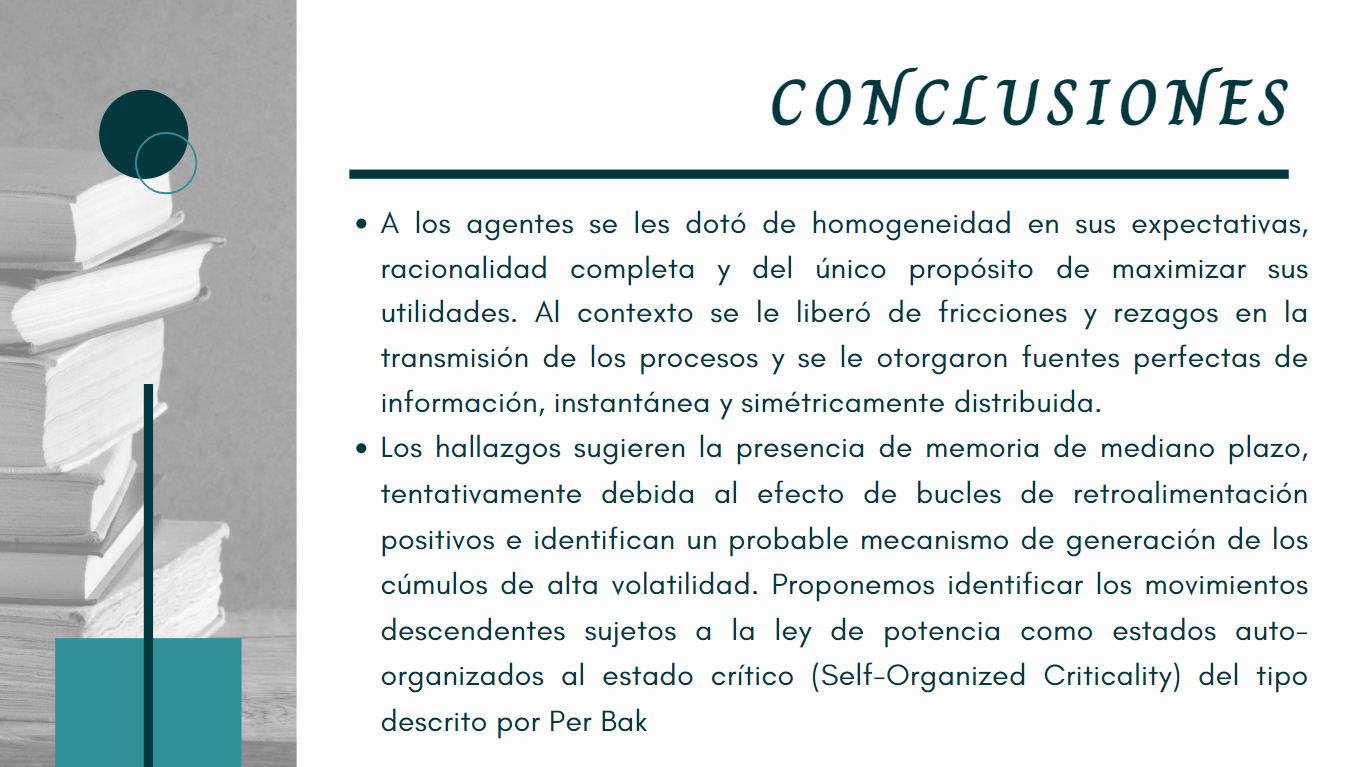 CONCLUSIONES
• A los agentes se les dotó de homogeneidad en sus expectativas,
racionalidad completa y del único propósito de maximizar sus
utilidades. Al contexto se le liberó de fricciones y rezagos en la
transmisión de los procesos y se le otorgaron fuentes perfectas de
información, instantánea y simétricamente distribuida.
• Los hallazgos sugieren la presencia de memoria de mediano plazo,
tentativamente debida al efecto de bucles de retroalimentación
positivos e identifican un probable mecanismo de generación de los
cúmulos de alta volatilidad. Proponemos identificar los movimientos
descendentes sujetos a la ley de potencia como estados auto-
organizados al estado crítico (Self-Organized Criticality) del tipo
descrito por Per Bak